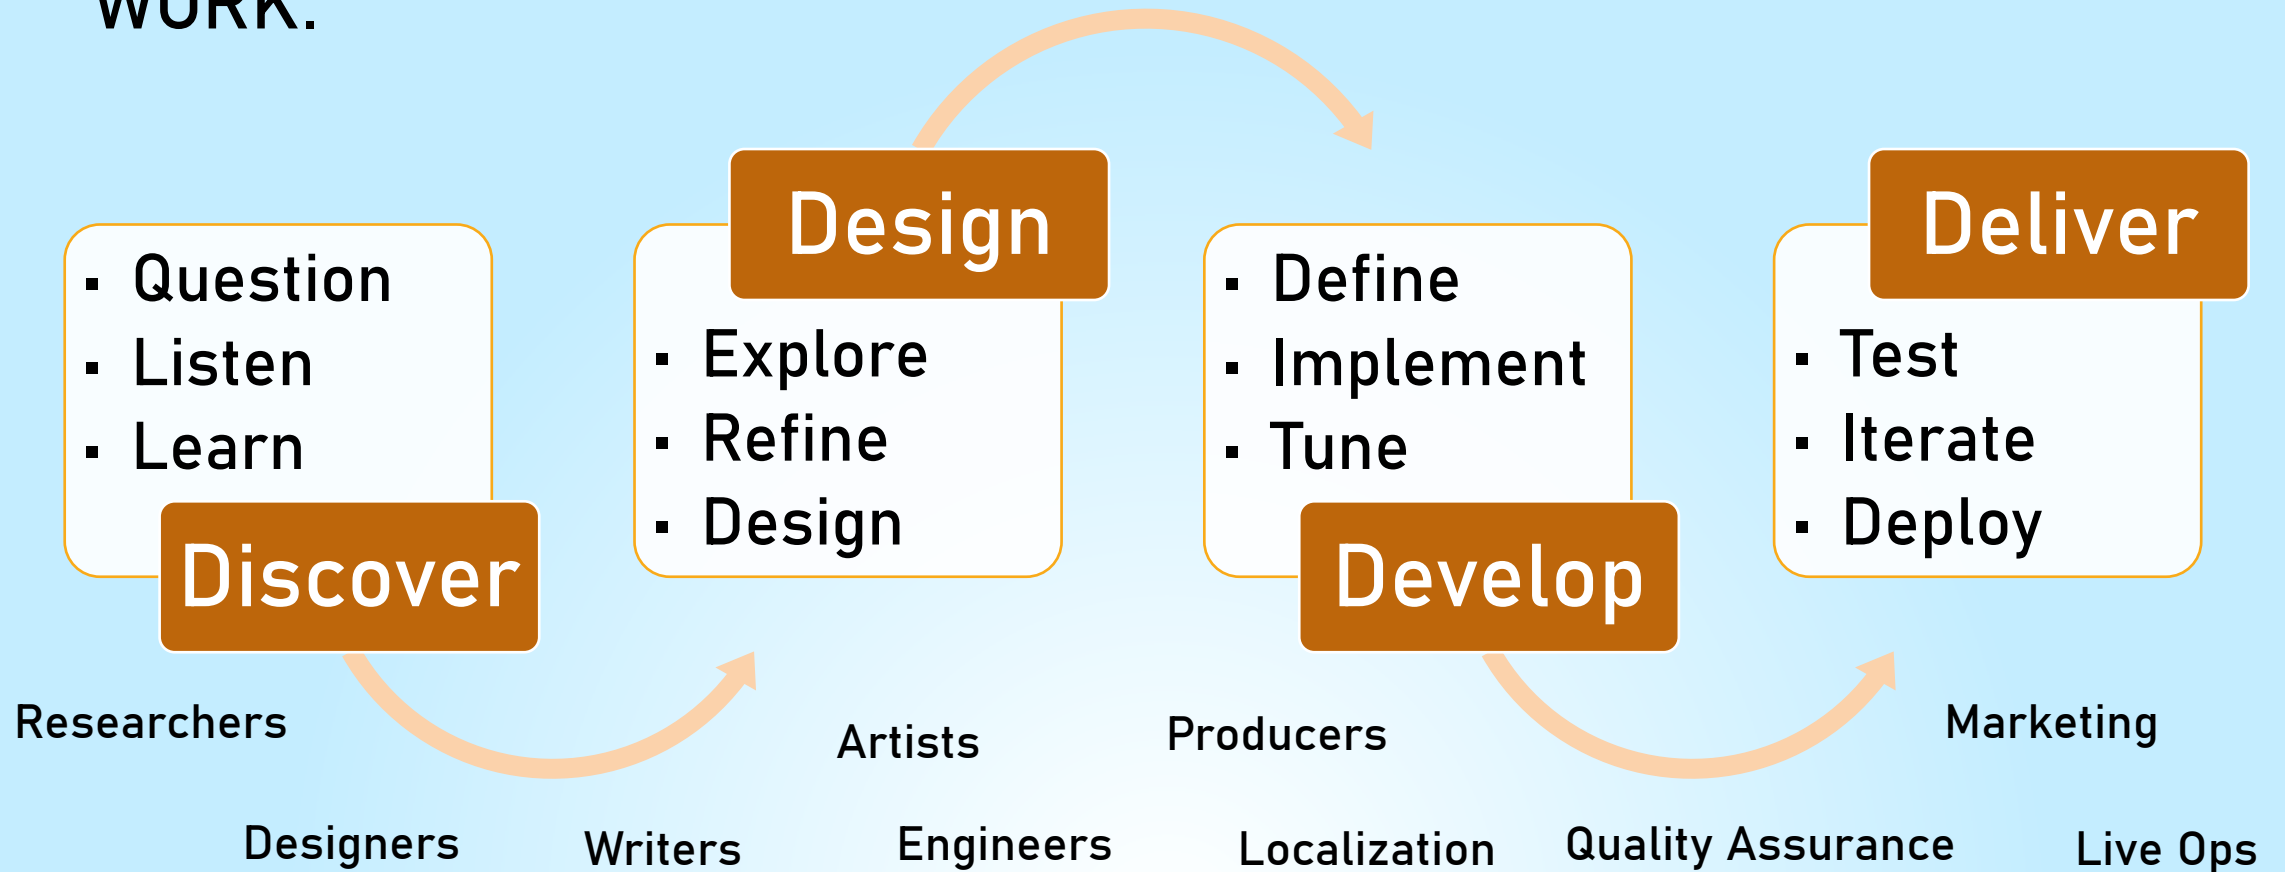 WORK.
Question
Listen
Learn
Discover
Design
Explore
Refine
Design
Define
Implement
Tune
Develop
Deliver
Test
Iterate
Deploy
Researchers
Artists
Producers
Marketing
Designers
Writers
Engineers
Localization
Quality Assurance
Live Ops